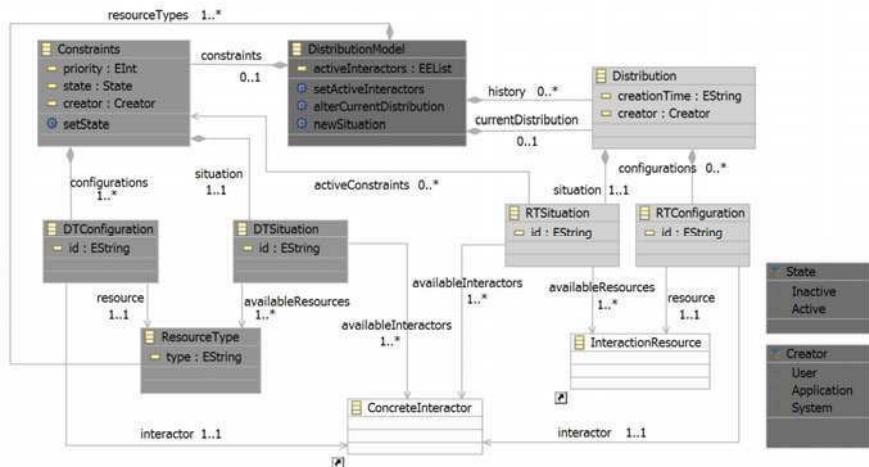 resourceTypes 1..*
Constraints
priority : EInt
state : State
creator : Creator
setState
constraints
0..1
DistributionModel
activeInteractors : EEList
setActiveInteractors
alterCurrentDistribution
newSituation
history 0..*
currentDistribution
0..1
Distribution
creationTime : EString
creator : Creator
configurations
1..*
situation
1..1
activeConstraints 0..*
situation 1..1
configurations 0..*
DTConfiguration
id : EString
DTSituation
id : EString
RTSituation
id : EString
RTConfiguration
id : EString
resource
1..1
availableResources
1..*
availableInteractors
1..*
availableInteractors
1..*
availableResources
1..*
resource
1..1
ResourceType
type : EString
InteractionResource
ConcreteInteractor
interactor 1..1
interactor 1..1
State
Inactive
Active
Creator
User
Application
System